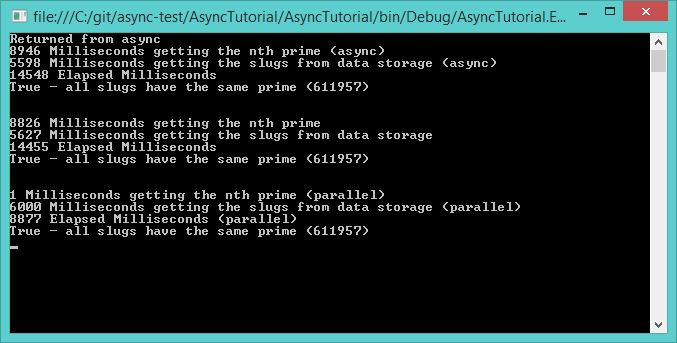 file:///C:/git/async-test/AsyncTutorial/AsyncTutorial/bin/Debug/AsyncTutorial.E...
Returned from async
8946 Milliseconds getting the nth prime (async)
5598 Milliseconds getting the slugs from data storage (async)
14548 Elapsed Milliseconds
True - all slugs have the same prime (611957)
8826 Milliseconds getting the nth prime
5627 Milliseconds getting the slugs from data storage
14455 Elapsed Milliseconds
True - all slugs have the same prime (611957)
1 Milliseconds getting the nth prime (parallel)
6000 Milliseconds getting the slugs from data storage (parallel)
8877 Elapsed Milliseconds (parallel)
True - all slugs have the same prime (611957)